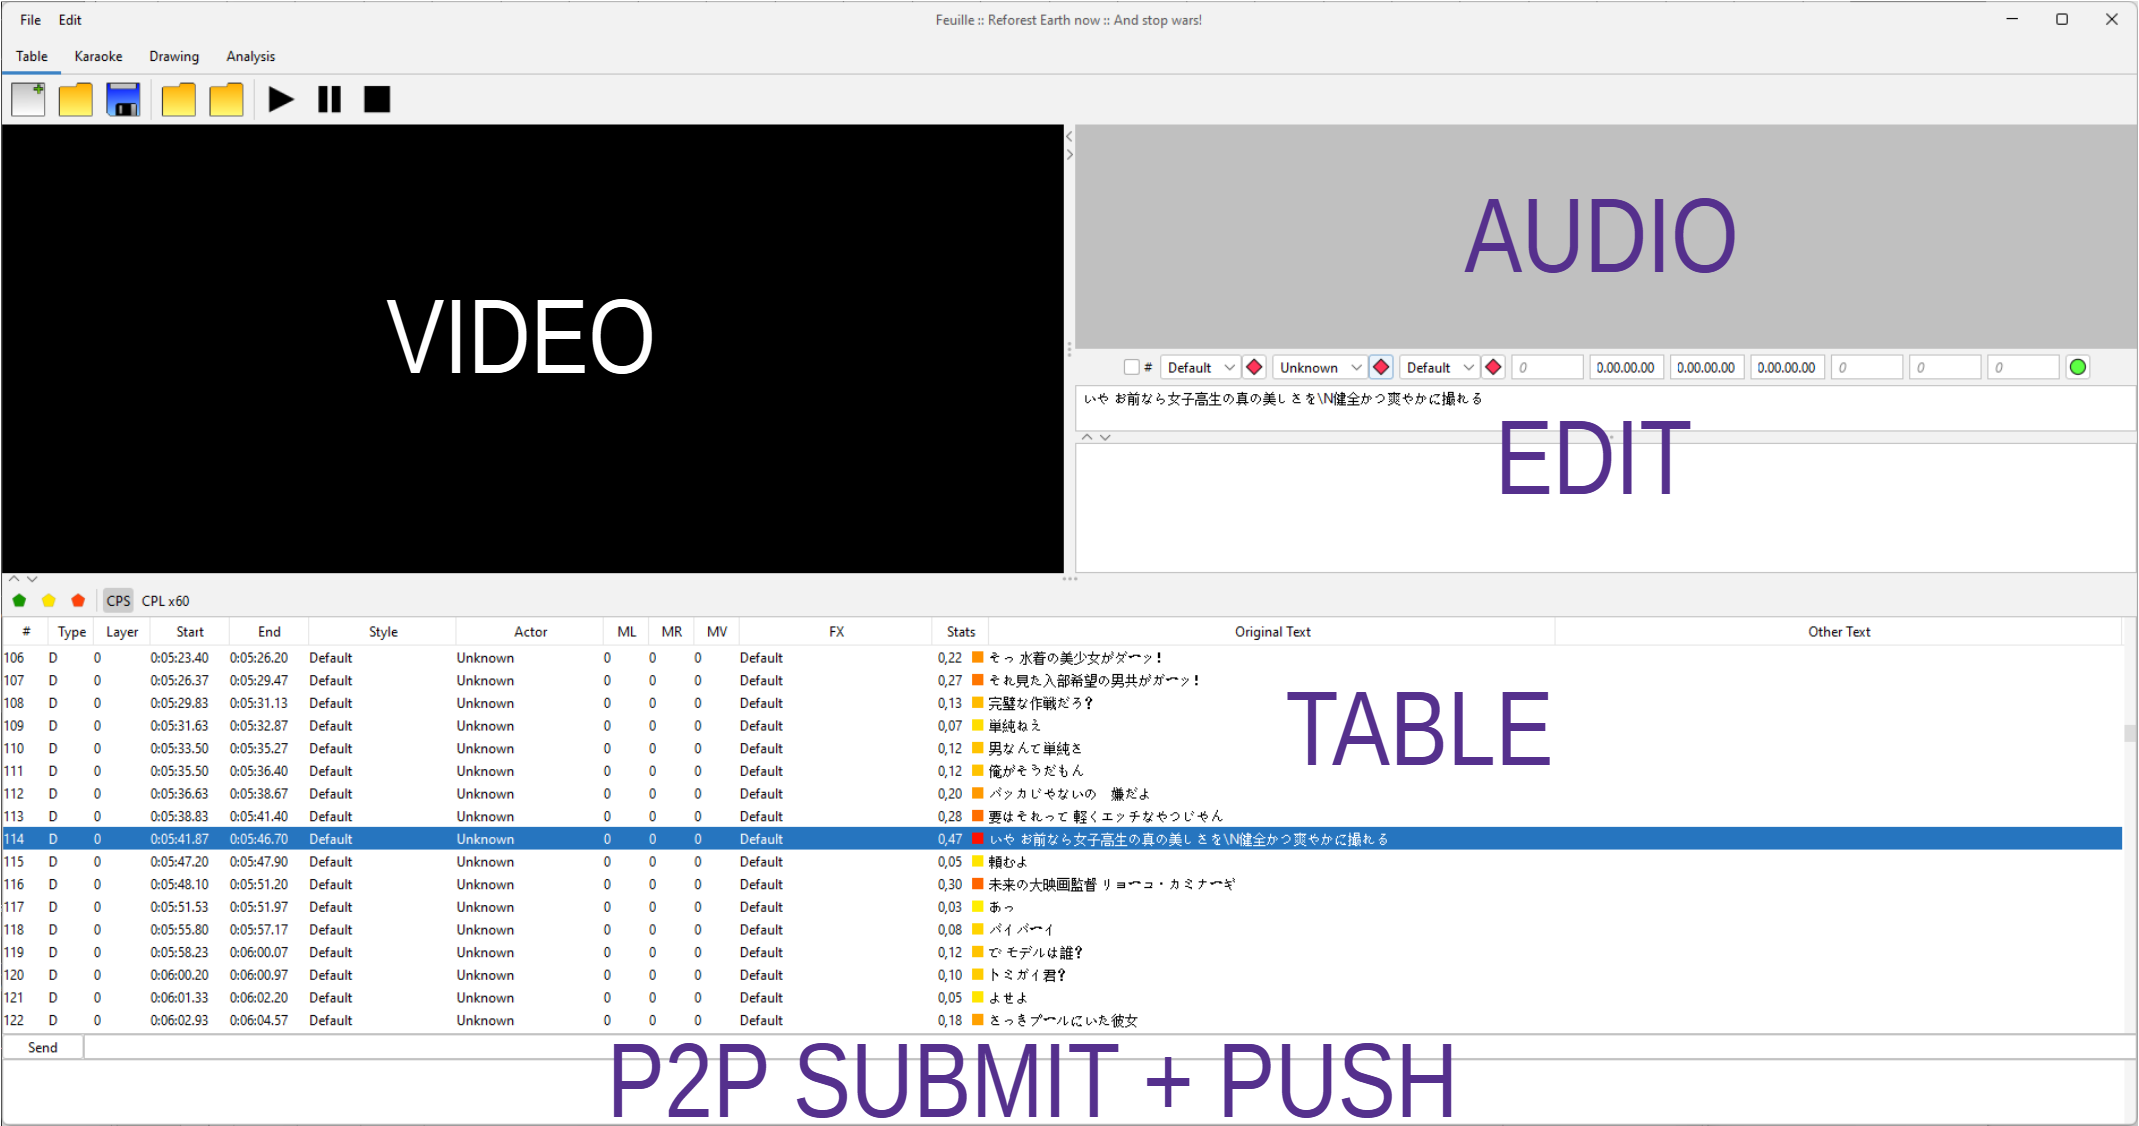 File Edit Feuille :: Reforest Earth now :: And stop wars!
Table Karaoke Drawing Analysis
VIDEO
AUDIO
# Default Unknown Default 0 0.00.00.00 0.00.00.00 0.00.00.00 0 0 0
いや お前なら女子高生の真の美しさを\N健全かつ爽やかに撮れる
EDIT
CPS CPL x60
# Type Layer Start End Style Actor ML MR MV FX Stats Original Text Other Text
106 D 0 0:05:23.40 0:05:26.20 Default Unknown 0 0 0 Default 0,22 そっ 水着の美少女がダーッ!
107 D 0 0:05:26.37 0:05:29.47 Default Unknown 0 0 0 Default 0,27 それ見た入部希望の男共がガーッ!
108 D 0 0:05:29.83 0:05:31.13 Default Unknown 0 0 0 Default 0,13 完璧な作戦だろ?
109 D 0 0:05:31.63 0:05:32.87 Default Unknown 0 0 0 Default 0,07 単純ねえ
110 D 0 0:05:33.50 0:05:35.27 Default Unknown 0 0 0 Default 0,12 男なんて単純さ
111 D 0 0:05:35.50 0:05:36.40 Default Unknown 0 0 0 Default 0,12 俺がそうだもん
112 D 0 0:05:36.63 0:05:38.67 Default Unknown 0 0 0 Default 0,20 バッカじゃないの　嫌だよ
113 D 0 0:05:38.83 0:05:41.40 Default Unknown 0 0 0 Default 0,28 要はそれって 軽くエッチなやつじゃん
114 D 0 0:05:41.87 0:05:46.70 Default Unknown 0 0 0 Default 0,47 いや お前なら女子高生の真の美しさを\N健全かつ爽やかに撮れる
115 D 0 0:05:47.20 0:05:47.90 Default Unknown 0 0 0 Default 0,05 頼むよ
116 D 0 0:05:48.10 0:05:51.20 Default Unknown 0 0 0 Default 0,30 未来の大映画監督 リョーコ・カミナーギ
117 D 0 0:05:51.53 0:05:51.97 Default Unknown 0 0 0 Default 0,03 あっ
118 D 0 0:05:55.80 0:05:57.17 Default Unknown 0 0 0 Default 0,08 バイバーイ
119 D 0 0:05:58.23 0:06:00.07 Default Unknown 0 0 0 Default 0,12 で モデルは誰?
120 D 0 0:06:00.20 0:06:00.97 Default Unknown 0 0 0 Default 0,10 トミガイ君?
121 D 0 0:06:01.33 0:06:02.20 Default Unknown 0 0 0 Default 0,05 よせよ
122 D 0 0:06:02.93 0:06:04.57 Default Unknown 0 0 0 Default 0,18 さっきプールにいた彼女
TABLE
Send
P2P SUBMIT + PUSH